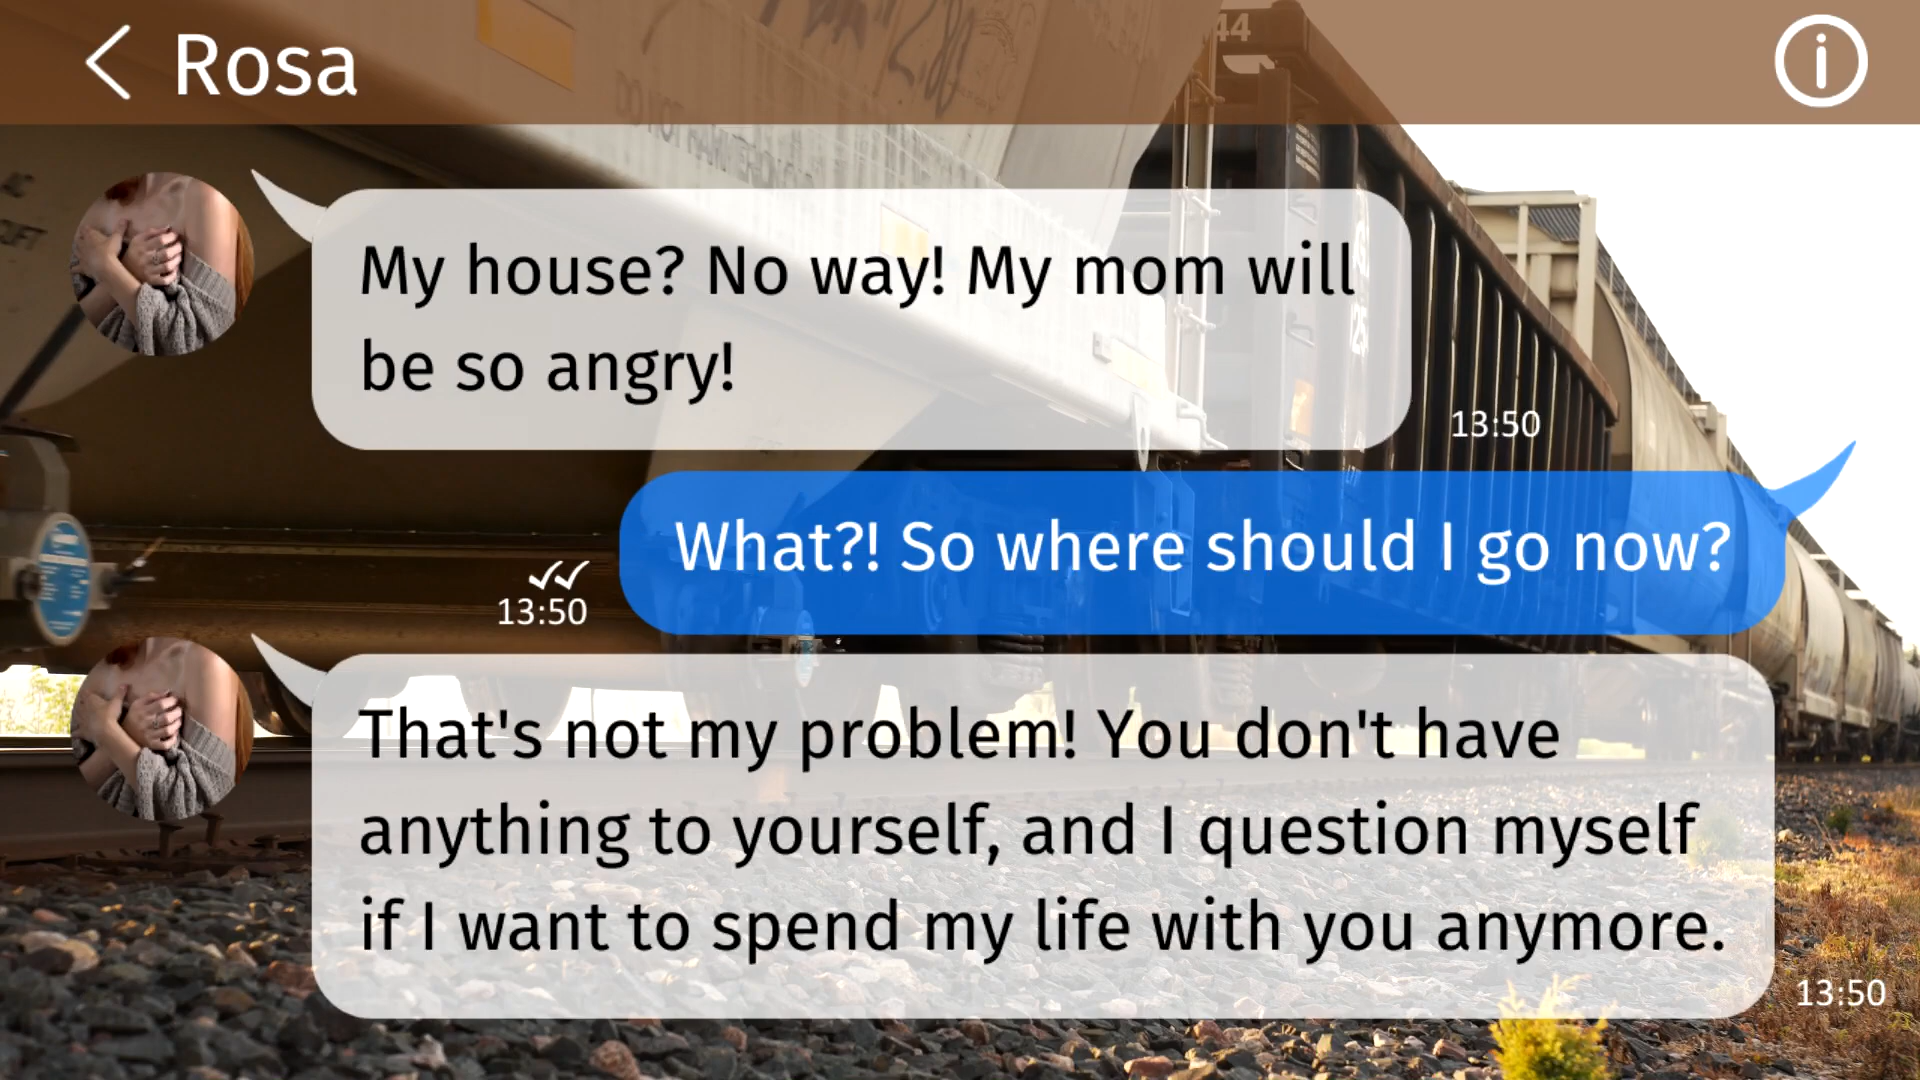 Rosa
My house? No way! My mom will
be so angry!
13:50
What?! So where should I go now?
13:50
That's not my problem! You don't have
anything to yourself, and I question myself
if I want to spend my life with you anymore.
13:50
44